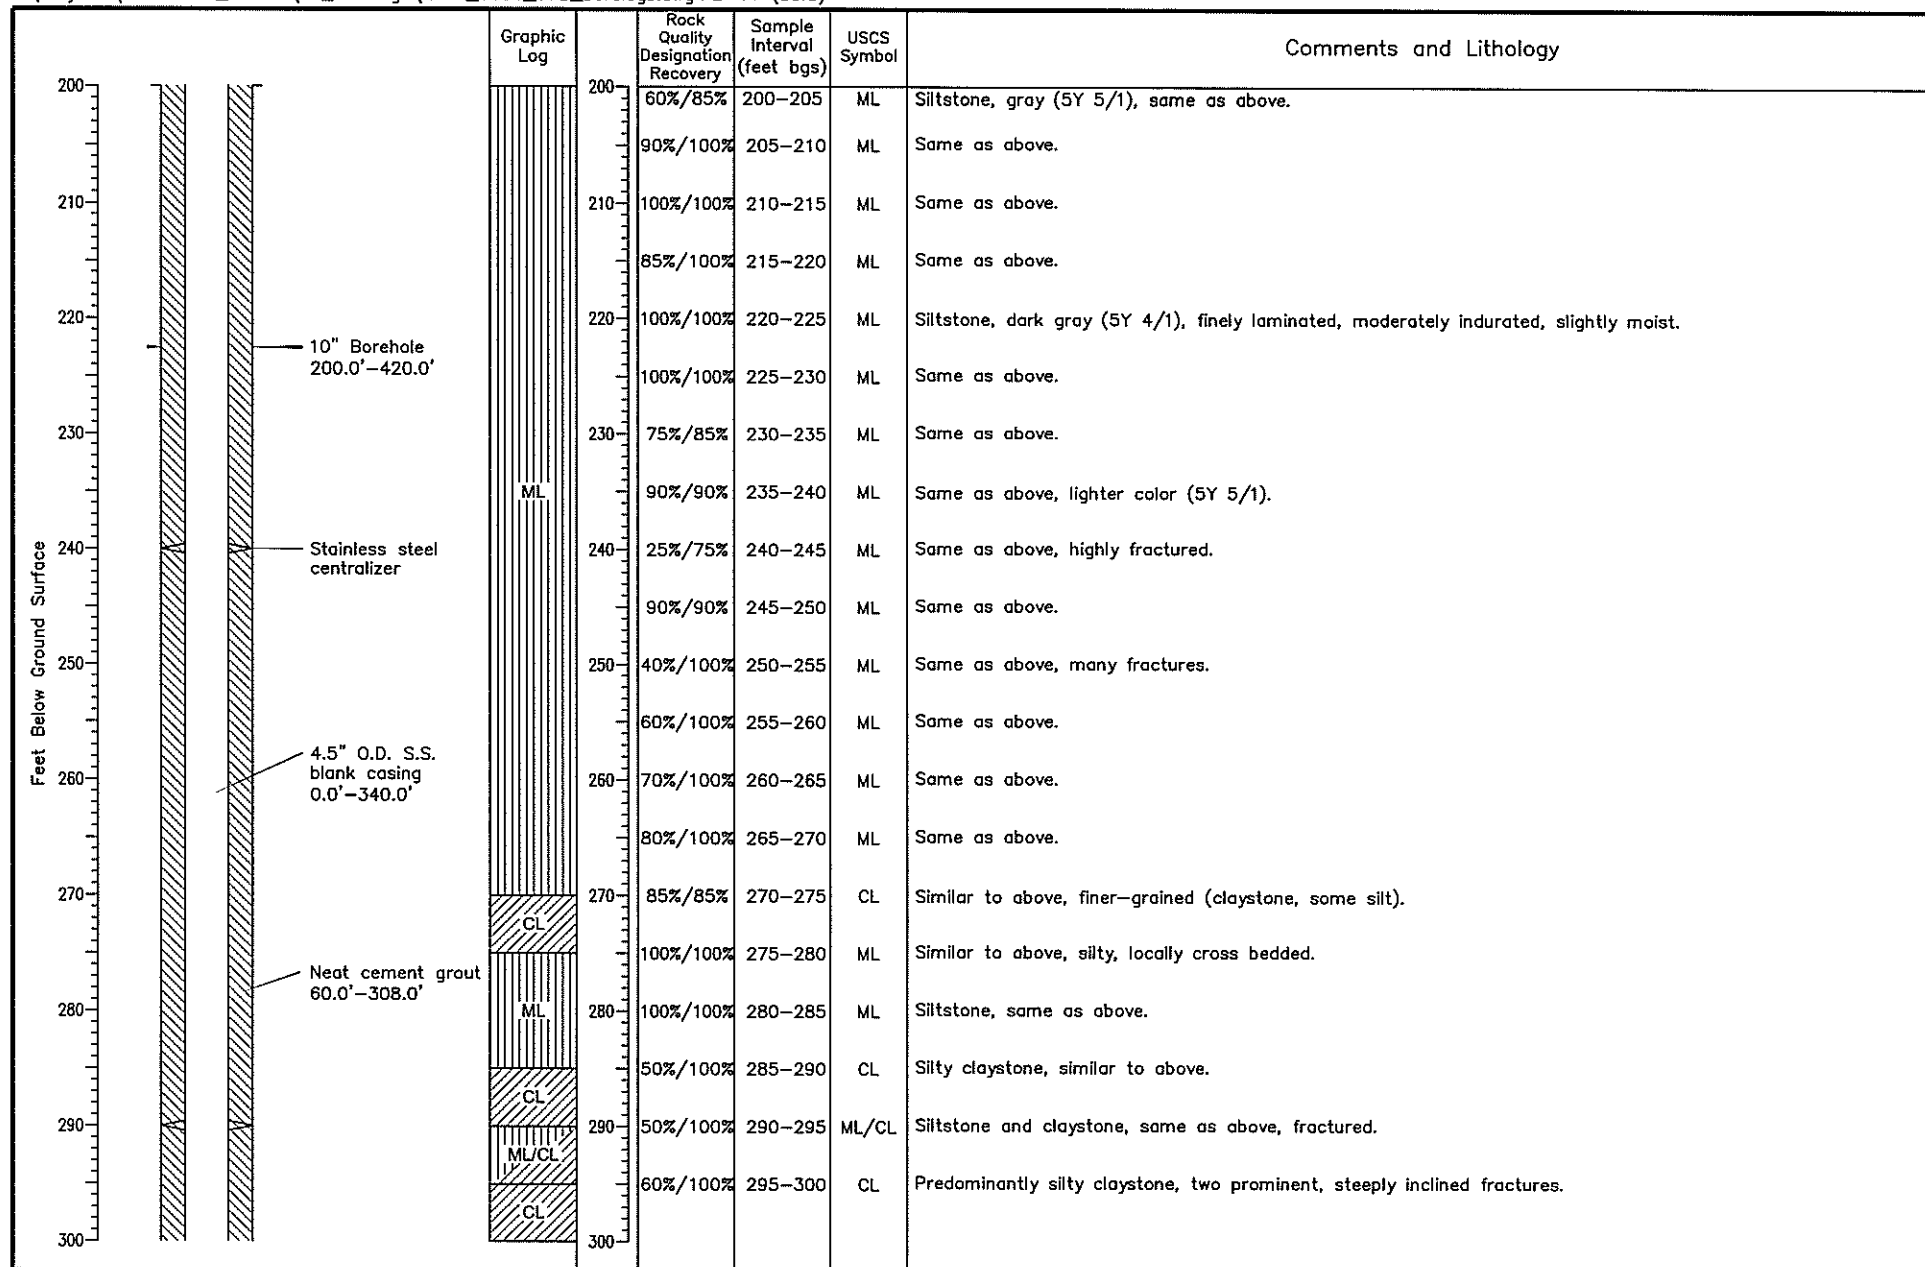 Graphic
Log
Rock
Quality
Designation
Recovery
Sample
Interval
(feet bgs)
USCS
Symbol
Comments and Lithology
200 200 60%/85% 200-205 ML Siltstone, gray (5Y 5/1), same as above.
90%/100% 205-210 ML Same as above.
210 210 100%/100% 210-215 ML Same as above.
85%/100% 215-220 ML Same as above.
220 220 100%/100% 220-225 ML Siltstone, dark gray (5Y 4/1), finely laminated, moderately indurated, slightly moist.
10" Borehole
200.0'-420.0'
100%/100% 225-230 ML Same as above.
230 230 75%/85% 230-235 ML Same as above.
ML 90%/90% 235-240 ML Same as above, lighter color (5Y 5/1).
240 Stainless steel
centralizer
240 25%/75% 240-245 ML Same as above, highly fractured.
90%/90% 245-250 ML Same as above.
Feet Below Ground Surface
250 250 40%/100% 250-255 ML Same as above, many fractures.
60%/100% 255-260 ML Same as above.
4.5" O.D. S.S.
blank casing
0.0'-340.0'
260 260 70%/100% 260-265 ML Same as above.
80%/100% 265-270 ML Same as above.
270 270 85%/85% 270-275 CL Similar to above, finer-grained (claystone, some silt).
CL
100%/100% 275-280 ML Similar to above, silty, locally cross bedded.
Neat cement grout
60.0'-308.0'
280 ML 280 100%/100% 280-285 ML Siltstone, same as above.
50%/100% 285-290 CL Silty claystone, similar to above.
CL
290 290 50%/100% 290-295 ML/CL Siltstone and claystone, same as above, fractured.
ML/CL
60%/100% 295-300 CL Predominantly silty claystone, two prominent, steeply inclined fractures.
CL
300 300